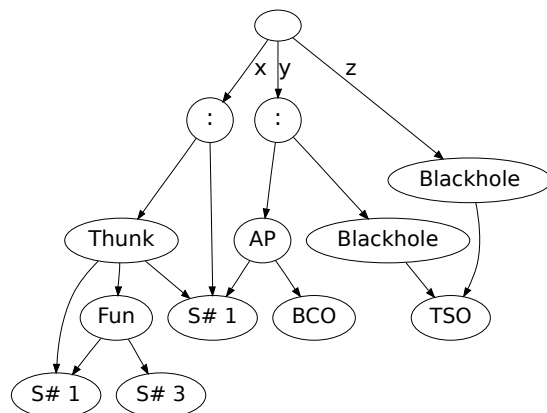 x y z
: :
Blackhole
Thunk AP Blackhole
Fun S# 1 BCO TSO
S# 1 S# 3